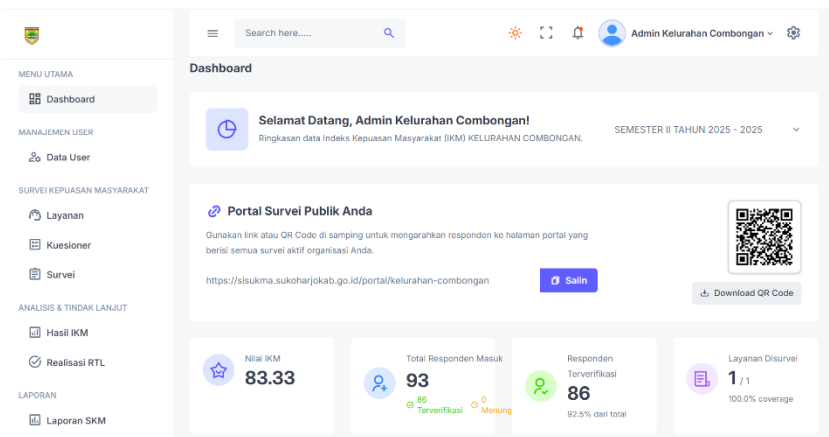 Search here.....
Admin Kelurahan Combongan
MENU UTAMA
Dashboard
MANAJEMEN USER
Data User
SURVEI KEPUASAN MASYARAKAT
Layanan
Kuesioner
Survei
ANALISIS & TINDAK LANJUT
Hasil IKM
Realisasi RTL
LAPORAN
Laporan SKM
Dashboard
Selamat Datang, Admin Kelurahan Combongan!
Ringkasan data Indeks Kepuasan Masyarakat (IKM) KELURAHAN COMBONGAN.
SEMESTER II TAHUN 2025 - 2025
Portal Survei Publik Anda
Gunakan link atau QR Code di samping untuk mengarahkan responden ke halaman portal yang
berisi semua survei aktif organisasi Anda.
https://sisukma.sukoharjokab.go.id/portal/kelurahan-combongan
Salin
Download QR Code
Nilai IKM
83.33
Total Responden Masuk
93
86
Terverifikasi
0
Menung
Responden
Terverifikasi
86
92.5% dari total
Layanan Disurvei
1 / 1
100.0% coverage